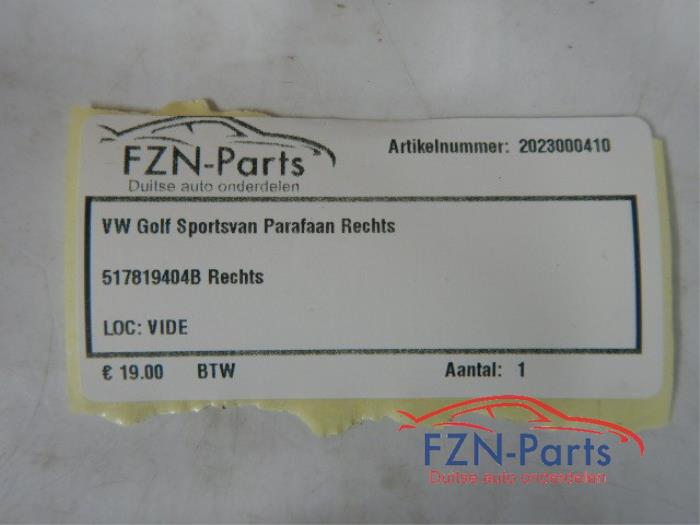 FZN-Parts
Duitse auto onderdelen
Artikelnummer: 2023000410
VW Golf Sportsvan Parafaan Rechts
517819404B Rechts
LOC: VIDE
€ 19.00 BTW Aantal: 1
FZN-Parts
Duitse auto onderdelen